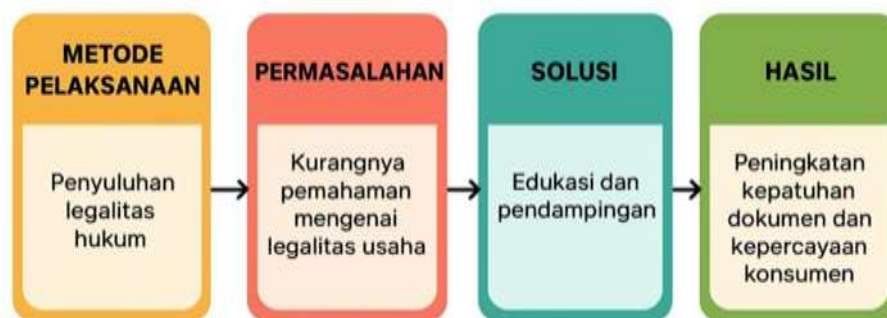 METODE
PELAKSANAAN
Penyuluhan
legalitas
hukum
PERMASALAHAN
Kurangnya
pemahaman
mengenai
legalitas usaha
SOLUSI
Edukasi dan
pendampingan
HASIL
Peningkatan
kepatuhan
dokumen dan
kepercayaan
konsumen